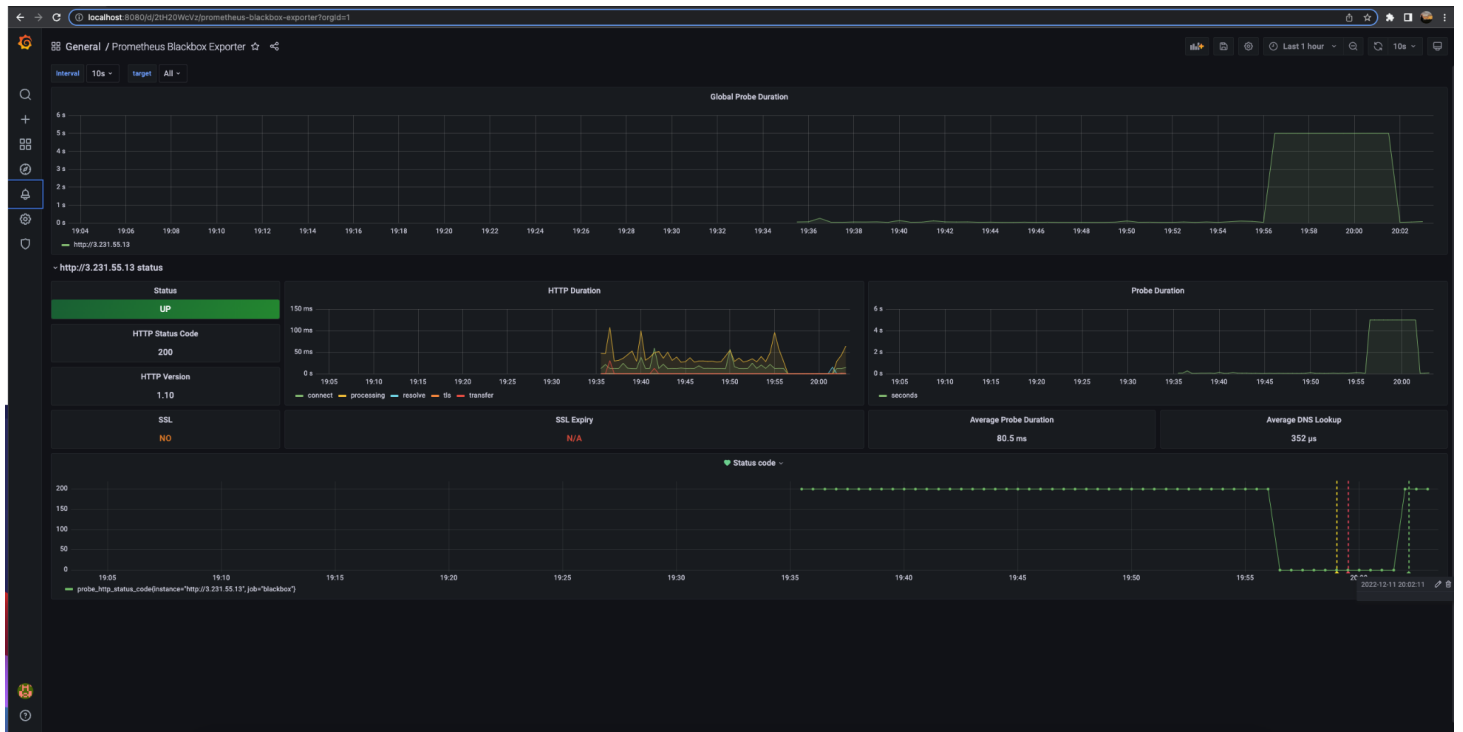 localhost:8080/d/2tH20WcVz/prometheus-blackbox-exporter?orgId=1
General / Prometheus Blackbox Exporter
Last 1 hour
10s
Interval 10s target All
Global Probe Duration
6 s
5 s
4 s
3 s
2 s
1 s
0 s
19:04 19:06 19:08 19:10 19:12 19:14 19:16 19:18 19:20 19:22 19:24 19:26 19:28 19:30 19:32 19:34 19:36 19:38 19:40 19:42 19:44 19:46 19:48 19:50 19:52 19:54 19:56 19:58 20:00 20:02
http://3.231.55.13
http://3.231.55.13 status
Status
UP
HTTP Status Code
200
HTTP Version
1.10
HTTP Duration
150 ms
100 ms
50 ms
0 s
19:05 19:10 19:15 19:20 19:25 19:30 19:35 19:40 19:45 19:50 19:55 20:00
connect processing resolve tls transfer
Probe Duration
6 s
4 s
2 s
0 s
19:05 19:10 19:15 19:20 19:25 19:30 19:35 19:40 19:45 19:50 19:55 20:00
seconds
SSL
NO
SSL Expiry
N/A
Average Probe Duration
80.5 ms
Average DNS Lookup
352 µs
Status code
200
150
100
50
0
19:05 19:10 19:15 19:20 19:25 19:30 19:35 19:40 19:45 19:50 19:55
probe_http_status_code{instance="http://3.231.55.13", job="blackbox"}
2022-12-11 20:02:11